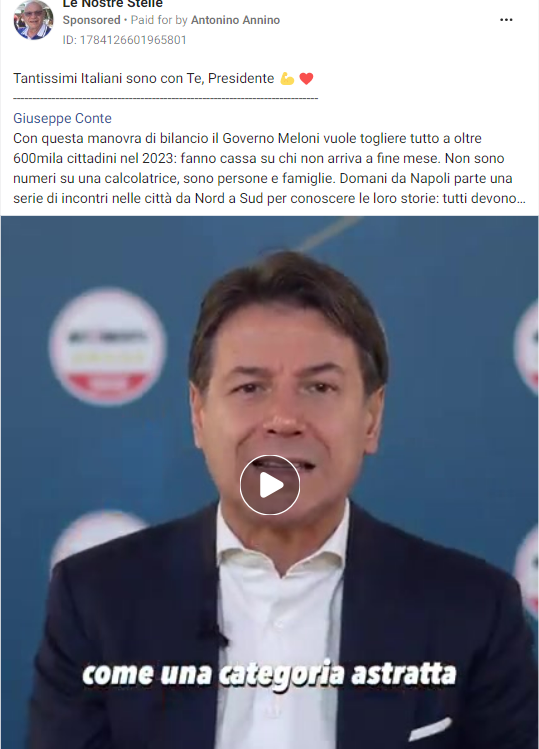 Le Nostre Stelle
Sponsored • Paid for by Antonino Annino
ID: 1784126601965801
Tantissimi Italiani sono con Te, Presidente 💪 ❤️
----------------------------------------------------------------------------
Giuseppe Conte
Con questa manovra di bilancio il Governo Meloni vuole togliere tutto a oltre
600mila cittadini nel 2023: fanno cassa su chi non arriva a fine mese. Non sono
numeri su una calcolatrice, sono persone e famiglie. Domani da Napoli parte una
serie di incontri nelle città da Nord a Sud per conoscere le loro storie: tutti devono...
come una categoria astratta